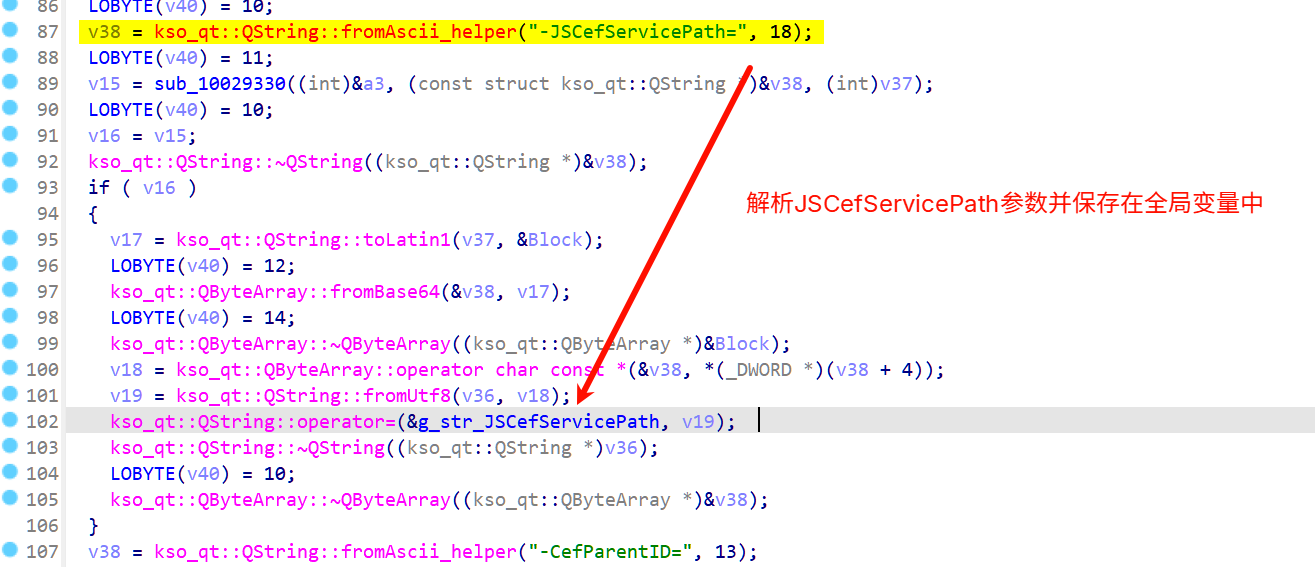 86 LOBYTE(v40) = 10;
87 v38 = kso_qt::QString::fromAscii_helper("-JSCefServicePath=", 18);
88 LOBYTE(v40) = 11;
89 v15 = sub_10029330((int)&a3, (const struct kso_qt::QString *)&v38, (int)v37);
90 LOBYTE(v40) = 10;
91 v16 = v15;
92 kso_qt::QString::~QString((kso_qt::QString *)&v38);
93 if ( v16 )
解析JSCefServicePath参数并保存在全局变量中
94 {
95 v17 = kso_qt::QString::toLatin1(v37, &Block);
96 LOBYTE(v40) = 12;
97 kso_qt::QByteArray::fromBase64(&v38, v17);
98 LOBYTE(v40) = 14;
99 kso_qt::QByteArray::~QByteArray((kso_qt::QByteArray *)&Block);
100 v18 = kso_qt::QByteArray::operator char const *(&v38, *(_DWORD *)(v38 + 4));
101 v19 = kso_qt::QString::fromUtf8(v36, v18);
102 kso_qt::QString::operator=(&g_str_JSCefServicePath, v19);
103 kso_qt::QString::~QString((kso_qt::QString *)v36);
104 LOBYTE(v40) = 10;
105 kso_qt::QByteArray::~QByteArray((kso_qt::QByteArray *)&v38);
106 }
107 v38 = kso_qt::QString::fromAscii_helper("-CefParentID=", 13);